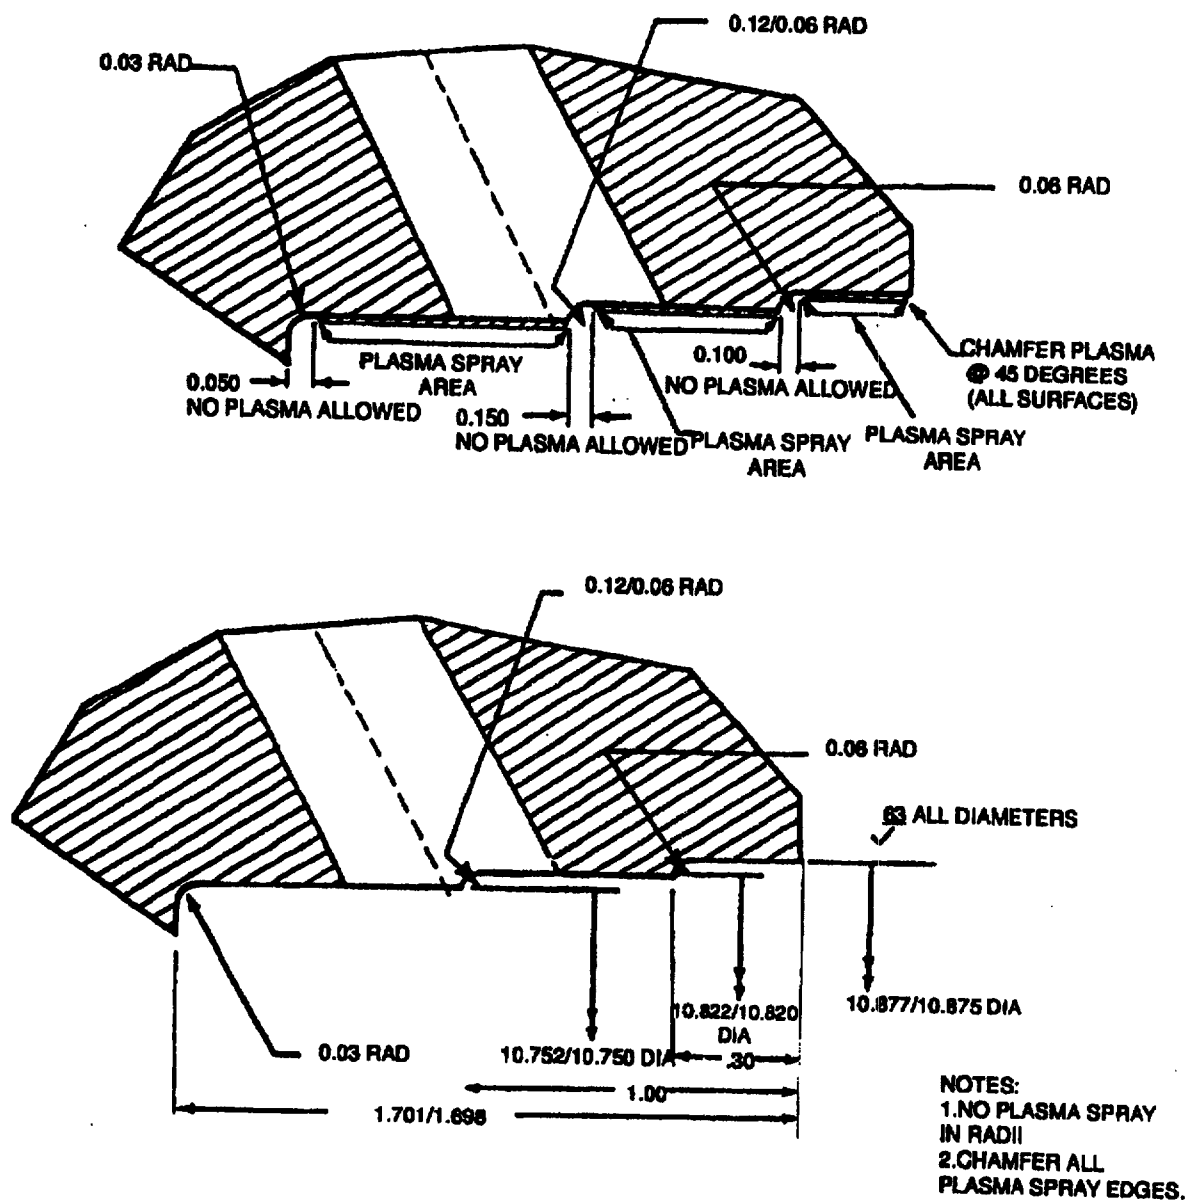 0.12/0.06 RAD
0.03 RAD
0.06 RAD
PLASMA SPRAY
AREA
0.050
NO PLASMA ALLOWED
0.150
NO PLASMA ALLOWED
0.100
NO PLASMA ALLOWED
PLASMA SPRAY
AREA
PLASMA SPRAY
AREA
CHAMFER PLASMA
@ 45 DEGREES
(ALL SURFACES)
0.12/0.06 RAD
0.06 RAD
63 ALL DIAMETERS
10.877/10.875 DIA
10.822/10.820
DIA
10.752/10.750 DIA
.30
0.03 RAD
1.00
1.701/1.698
NOTES:
1.NO PLASMA SPRAY
IN RADII
2.CHAMFER ALL
PLASMA SPRAY EDGES.